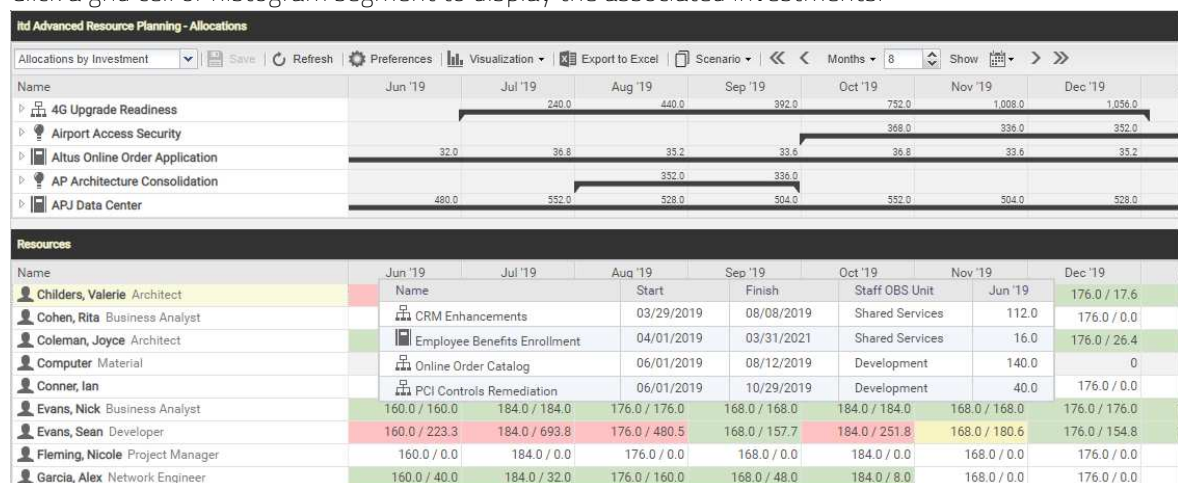 Click a grid cell or histogram segment to display the associated investments.
itd Advanced Resource Planning - Allocations
Allocations by Investment Save Refresh Preferences Visualization Export to Excel Scenario Months 8 Show
Name Jun '19 Jul '19 Aug '19 Sep '19 Oct '19 Nov '19 Dec '19
4G Upgrade Readiness 240.0 440.0 392.0 752.0 1,008.0 1,056.0
Airport Access Security 368.0 336.0 352.0
Altus Online Order Application 32.0 36.8 35.2 33.6 36.8 33.6 35.2
AP Architecture Consolidation 352.0 336.0
APJ Data Center 480.0 552.0 528.0 504.0 552.0 504.0 528.0
Resources
Name Jun '19 Jul '19 Aug '19 Sep '19 Oct '19 Nov '19 Dec '19
Childers, Valerie Architect 176.0 / 17.6
Cohen, Rita Business Analyst 176.0 / 0.0
Coleman, Joyce Architect 176.0 / 26.4
Computer Material 0
Conner, Ian 176.0 / 0.0
Name Start Finish Staff OBS Unit Jun '19
CRM Enhancements 03/29/2019 08/08/2019 Shared Services 112.0
Employee Benefits Enrollment 04/01/2019 03/31/2021 Shared Services 16.0
Online Order Catalog 06/01/2019 08/12/2019 Development 140.0
PCI Controls Remediation 06/01/2019 10/29/2019 Development 40.0
Evans, Nick Business Analyst 160.0 / 160.0 184.0 / 184.0 176.0 / 176.0 168.0 / 168.0 184.0 / 184.0 168.0 / 168.0 176.0 / 176.0
Evans, Sean Developer 160.0 / 223.3 184.0 / 693.8 176.0 / 480.5 168.0 / 157.7 184.0 / 251.8 168.0 / 180.6 176.0 / 154.8
Fleming, Nicole Project Manager 160.0 / 0.0 184.0 / 0.0 176.0 / 0.0 168.0 / 0.0 184.0 / 0.0 168.0 / 0.0 176.0 / 0.0
Garcia, Alex Network Engineer 160.0 / 40.0 184.0 / 32.0 176.0 / 160.0 168.0 / 48.0 184.0 / 8.0 168.0 / 0.0 176.0 / 0.0